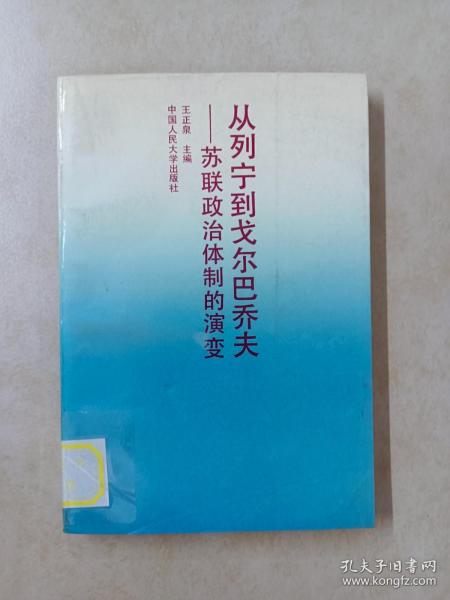 从列宁到戈尔巴乔夫
——苏联政治体制的演变
王正泉 主编
中国人民大学出版社
孔夫子旧书网
www.kongfz.com